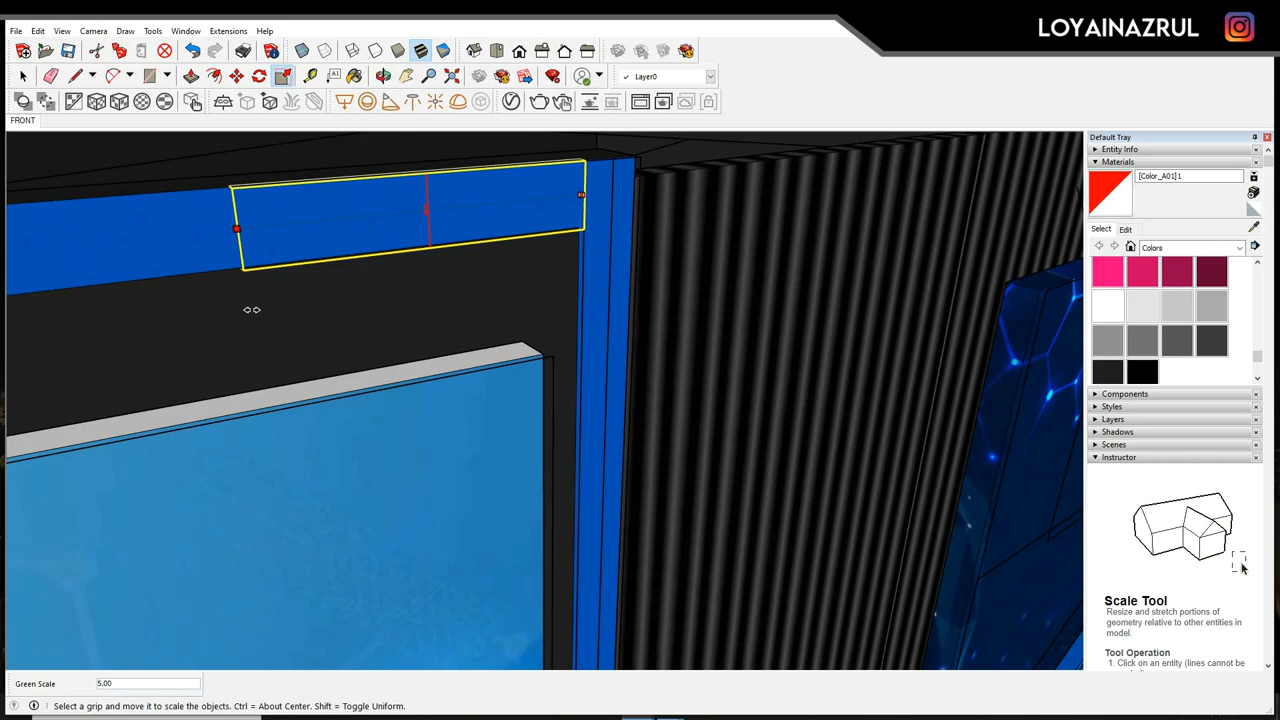 LOYAINAZRUL
File Edit View Camera Draw Tools Window Extensions Help
A1
Layer0
FRONT
Default Tray
Entity Info
Materials
[Color_A01]1
Select Edit
Colors
Components
Styles
Layers
Shadows
Scenes
Instructor
Scale Tool
Resize and stretch portions of
geometry relative to other entities in
model.
Tool Operation
1. Click on an entity (lines cannot be
Green Scale 5.00
Select a grip and move it to scale the objects. Ctrl = About Center. Shift = Toggle Uniform.